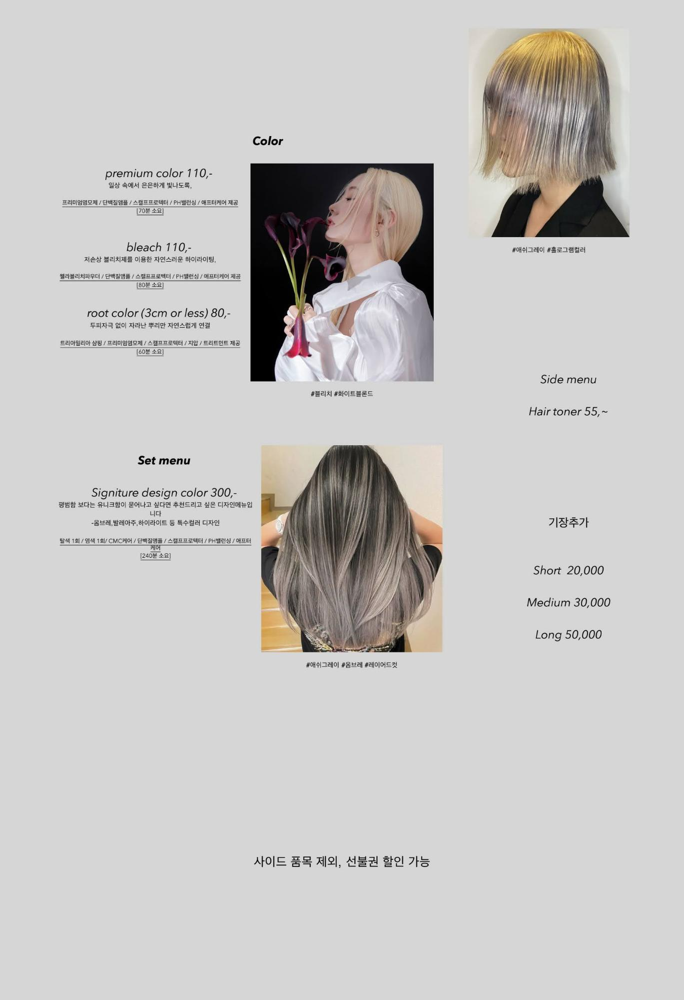 Color
premium color 110,-
일상 속에서 은은하게 빛나도록,
프리미엄염모제 / 단백질앰플 / 스캘프프로텍터 / PH밸런싱 / 애프터케어 제공
[70분 소요]
bleach 110,-
저손상 블리치제를 이용한 자연스러운 하이라이팅,
웰라블리치파우더 / 단백질앰플 / 스캘프프로텍터 / PH밸런싱 / 애프터케어 제공
[80분 소요]
root color (3cm or less) 80,-
두피자극 없이 자라난 뿌리만 자연스럽게 연결
트리아밀리아 샴핑 / 프리미엄염모제 / 스캘프프로텍터 / 지압 / 트리트먼트 제공
[60분 소요]
#블리치 #화이트블론드
#애쉬그레이 #홀로그램컬러
Side menu
Hair toner 55,~
Set menu
Signiture design color 300,-
평범함 보다는 유니크함이 묻어나고 싶다면 추천드리고 싶은 디자인메뉴입
니다
-옴브레,발레아주,하이라이트 등 특수컬러 디자인
탈색 1회 / 염색 1회/ CMC케어 / 단백질앰플 / 스캘프프로텍터 / PH밸런싱 / 애프터
케어
[240분 소요]
#애쉬그레이 #옴브레 #레이어드컷
기장추가
Short 20,000
Medium 30,000
Long 50,000
사이드 품목 제외, 선불권 할인 가능